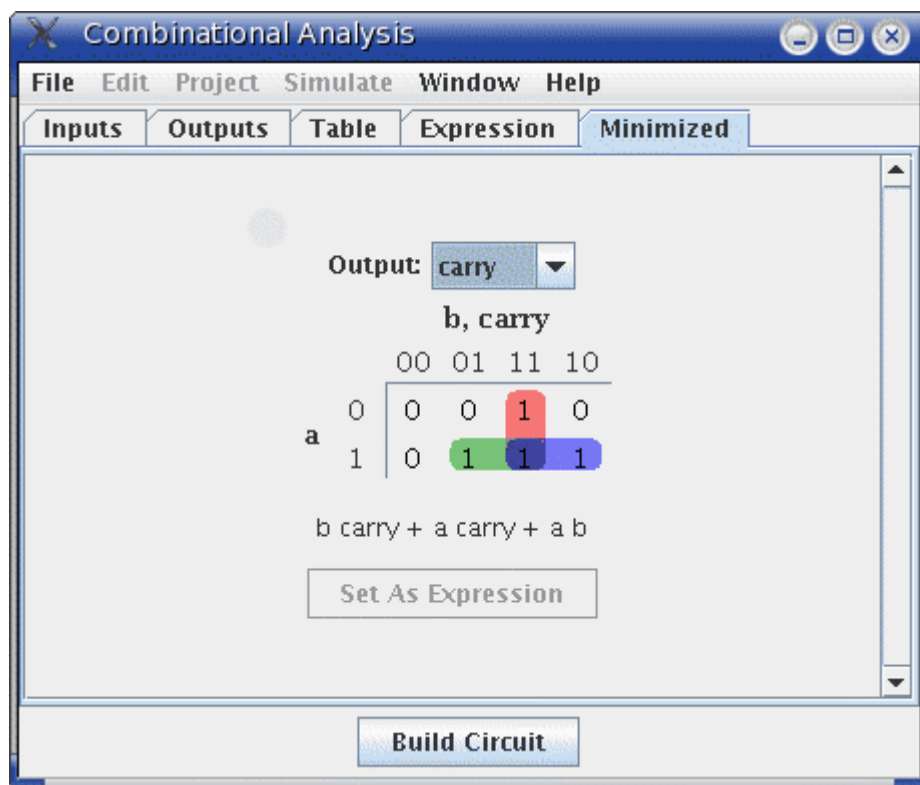 Combinational Analysis
File Edit Project Simulate Window Help
Inputs Outputs Table Expression Minimized
Output: carry
b, carry
00 01 11 10
0 0 0 1 0
a
1 0 1 1 1
b carry + a carry + a b
Set As Expression
Build Circuit